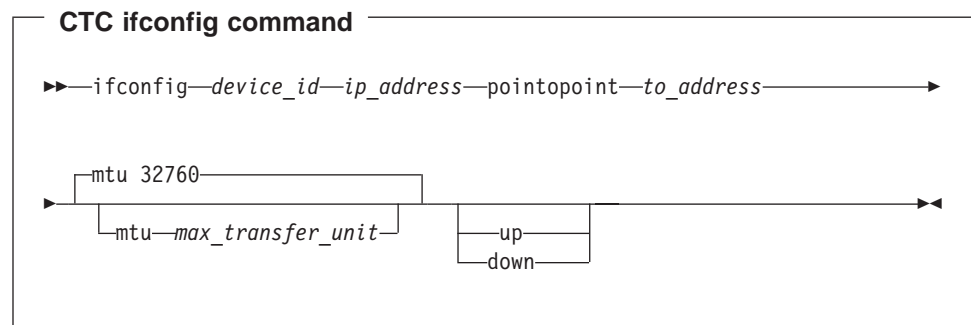 CTC ifconfig command
ifconfig device_id ip_address pointopoint to_address
mtu 32760
mtu max_transfer_unit
up
down